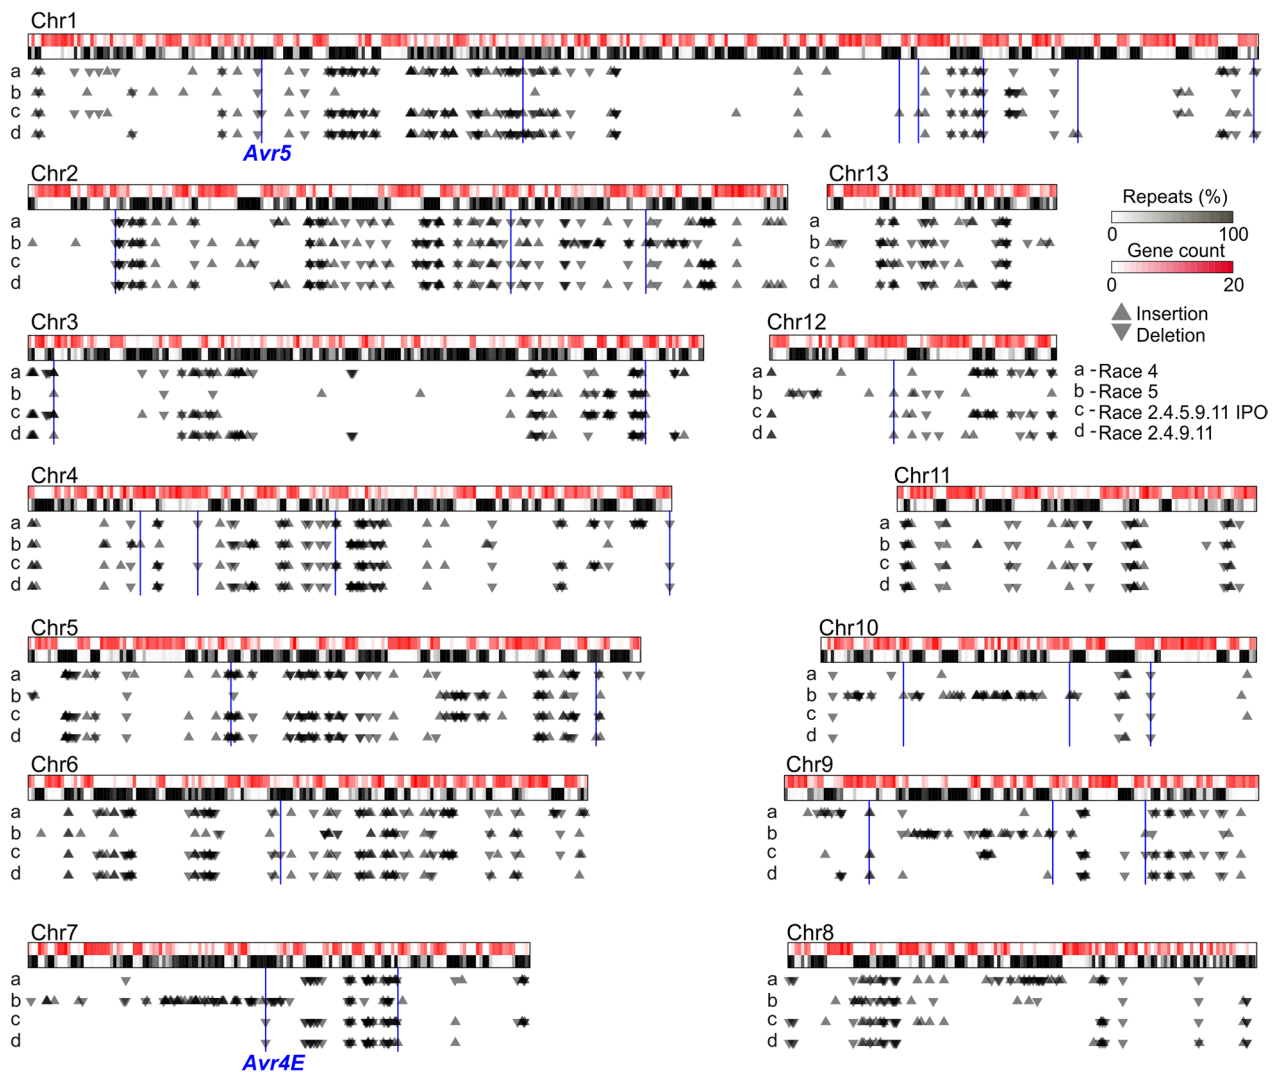 Chr1
a
b
c
d
Avr5
Chr2
a
b
c
d
Chr13
a
b
c
d
Repeats (%)
0 100
Gene count
0 20
Insertion
Deletion
Chr3
a
b
c
d
Chr12
a
b
c
d
a - Race 4
b - Race 5
c - Race 2.4.5.9.11 IPO
d - Race 2.4.9.11
Chr4
a
b
c
d
Chr11
a
b
c
d
Chr5
a
b
c
d
Chr10
a
b
c
d
Chr6
a
b
c
d
Chr9
a
b
c
d
Chr7
a
b
c
d
Avr4E
Chr8
a
b
c
d